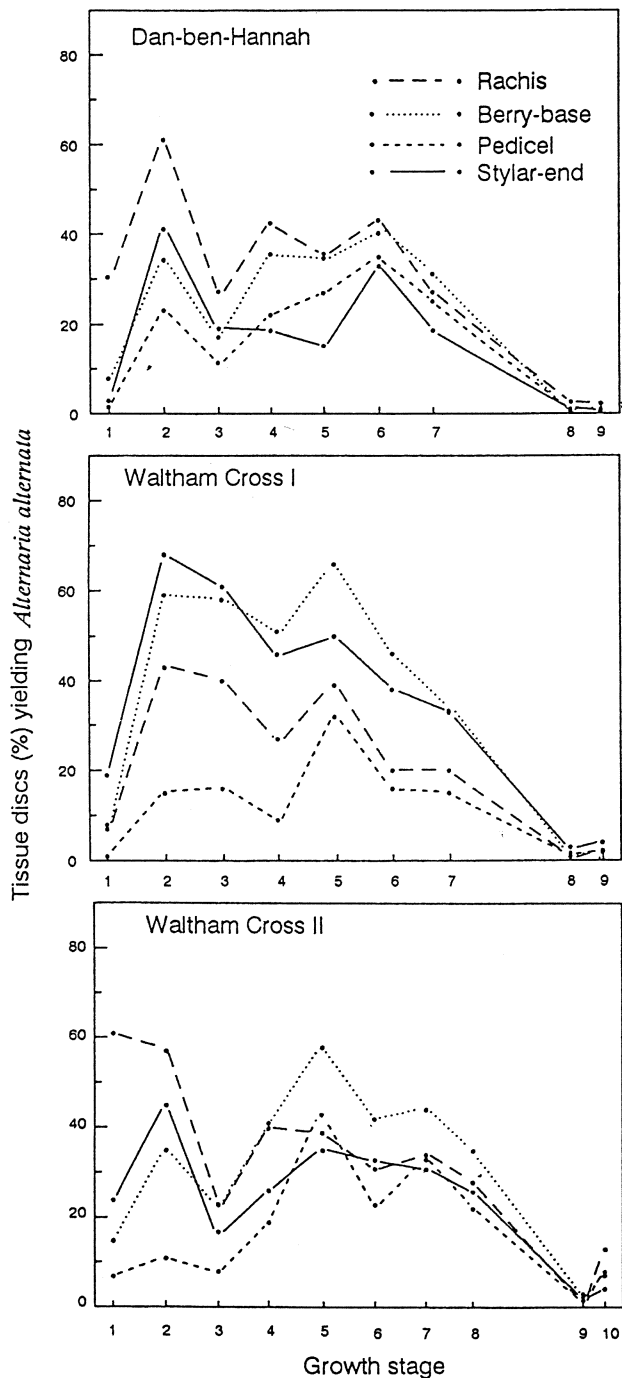 Dan-ben-Hannah
Rachis
Berry-base
Pedicel
Stylar-end
80
60
40
20
0
1 2 3 4 5 6 7 8 9
Waltham Cross I
80
60
40
20
0
1 2 3 4 5 6 7 8 9
Waltham Cross II
80
60
40
20
0
1 2 3 4 5 6 7 8 9 10
Tissue discs (%) yielding Alternaria alternata
Growth stage